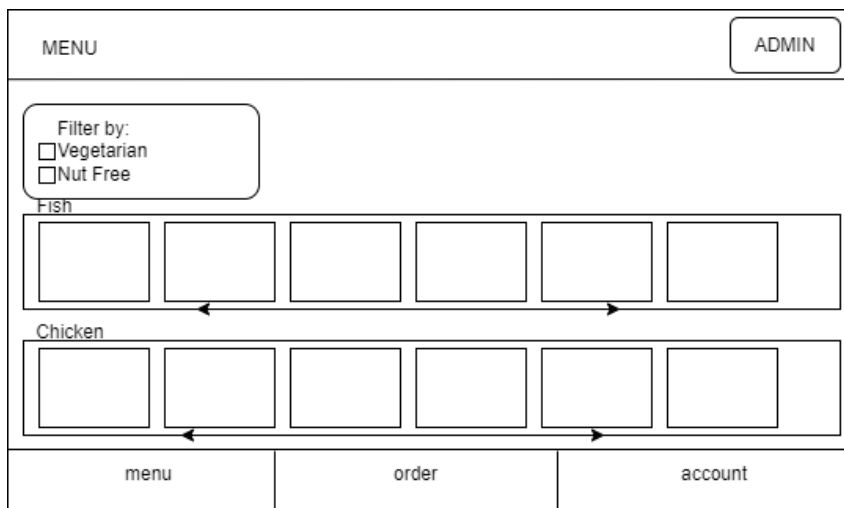 MENU
ADMIN
Filter by:
Vegetarian
Nut Free
Fish
Chicken
menu
order
account